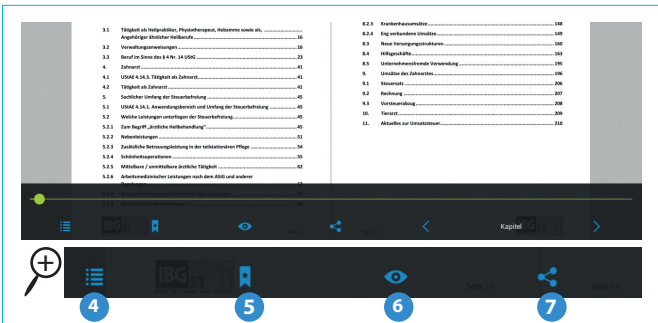 3.1 Tätigkeit als Heilpraktiker, Physiotherapeut, Hebamme sowie als,
Angehöriger ähnlicher Heilberufe 16
3.2 Verwaltungsanweisungen 16
3.3 Beruf im Sinne des § 4 Nr. 14 UStG 23
4. Zahnarzt 41
4.1 UStAE 4.14.3. Tätigkeit als Zahnarzt 41
4.2 Tätigkeit als Zahnarzt 41
5. Sachlicher Umfang der Steuerbefreiung 45
5.1 UStAE 4.14.1. Anwendungsbereich und Umfang der Steuerbefreiung 45
5.2 Welche Leistungen unterliegen der Steuerbefreiung 45
5.2.1 Zum Begriff „ärztliche Heilbehandlung" 45
5.2.2 Nebenleistungen 51
5.2.3 Zusätzliche Betreuungsleistung in der teilstationären Pflege 54
5.2.4 Schönheitsoperationen 55
5.2.5 Mittelbare / unmittelbare ärztliche Tätigkeit 62
5.2.6 Arbeitsmedizinischer Leistungen nach dem ASiG und anderer
8.2.3 Krankenhausumsätze 148
8.2.4 Eng verbundene Umsätze 149
8.3 Neue Versorgungsstrukturen 160
8.4 Hilfsgeschäfte 163
8.5 Unternehmensfremde Verwendung 195
9. Umsätze des Zahnarztes 196
9.1 Steuersatz 206
9.2 Rechnung 207
9.3 Vorsteuerabzug 208
10. Tierarzt 209
11. Aktuelles zur Umsatzsteuer 210
IBG
Kapitel
IBG
4
5
6
7